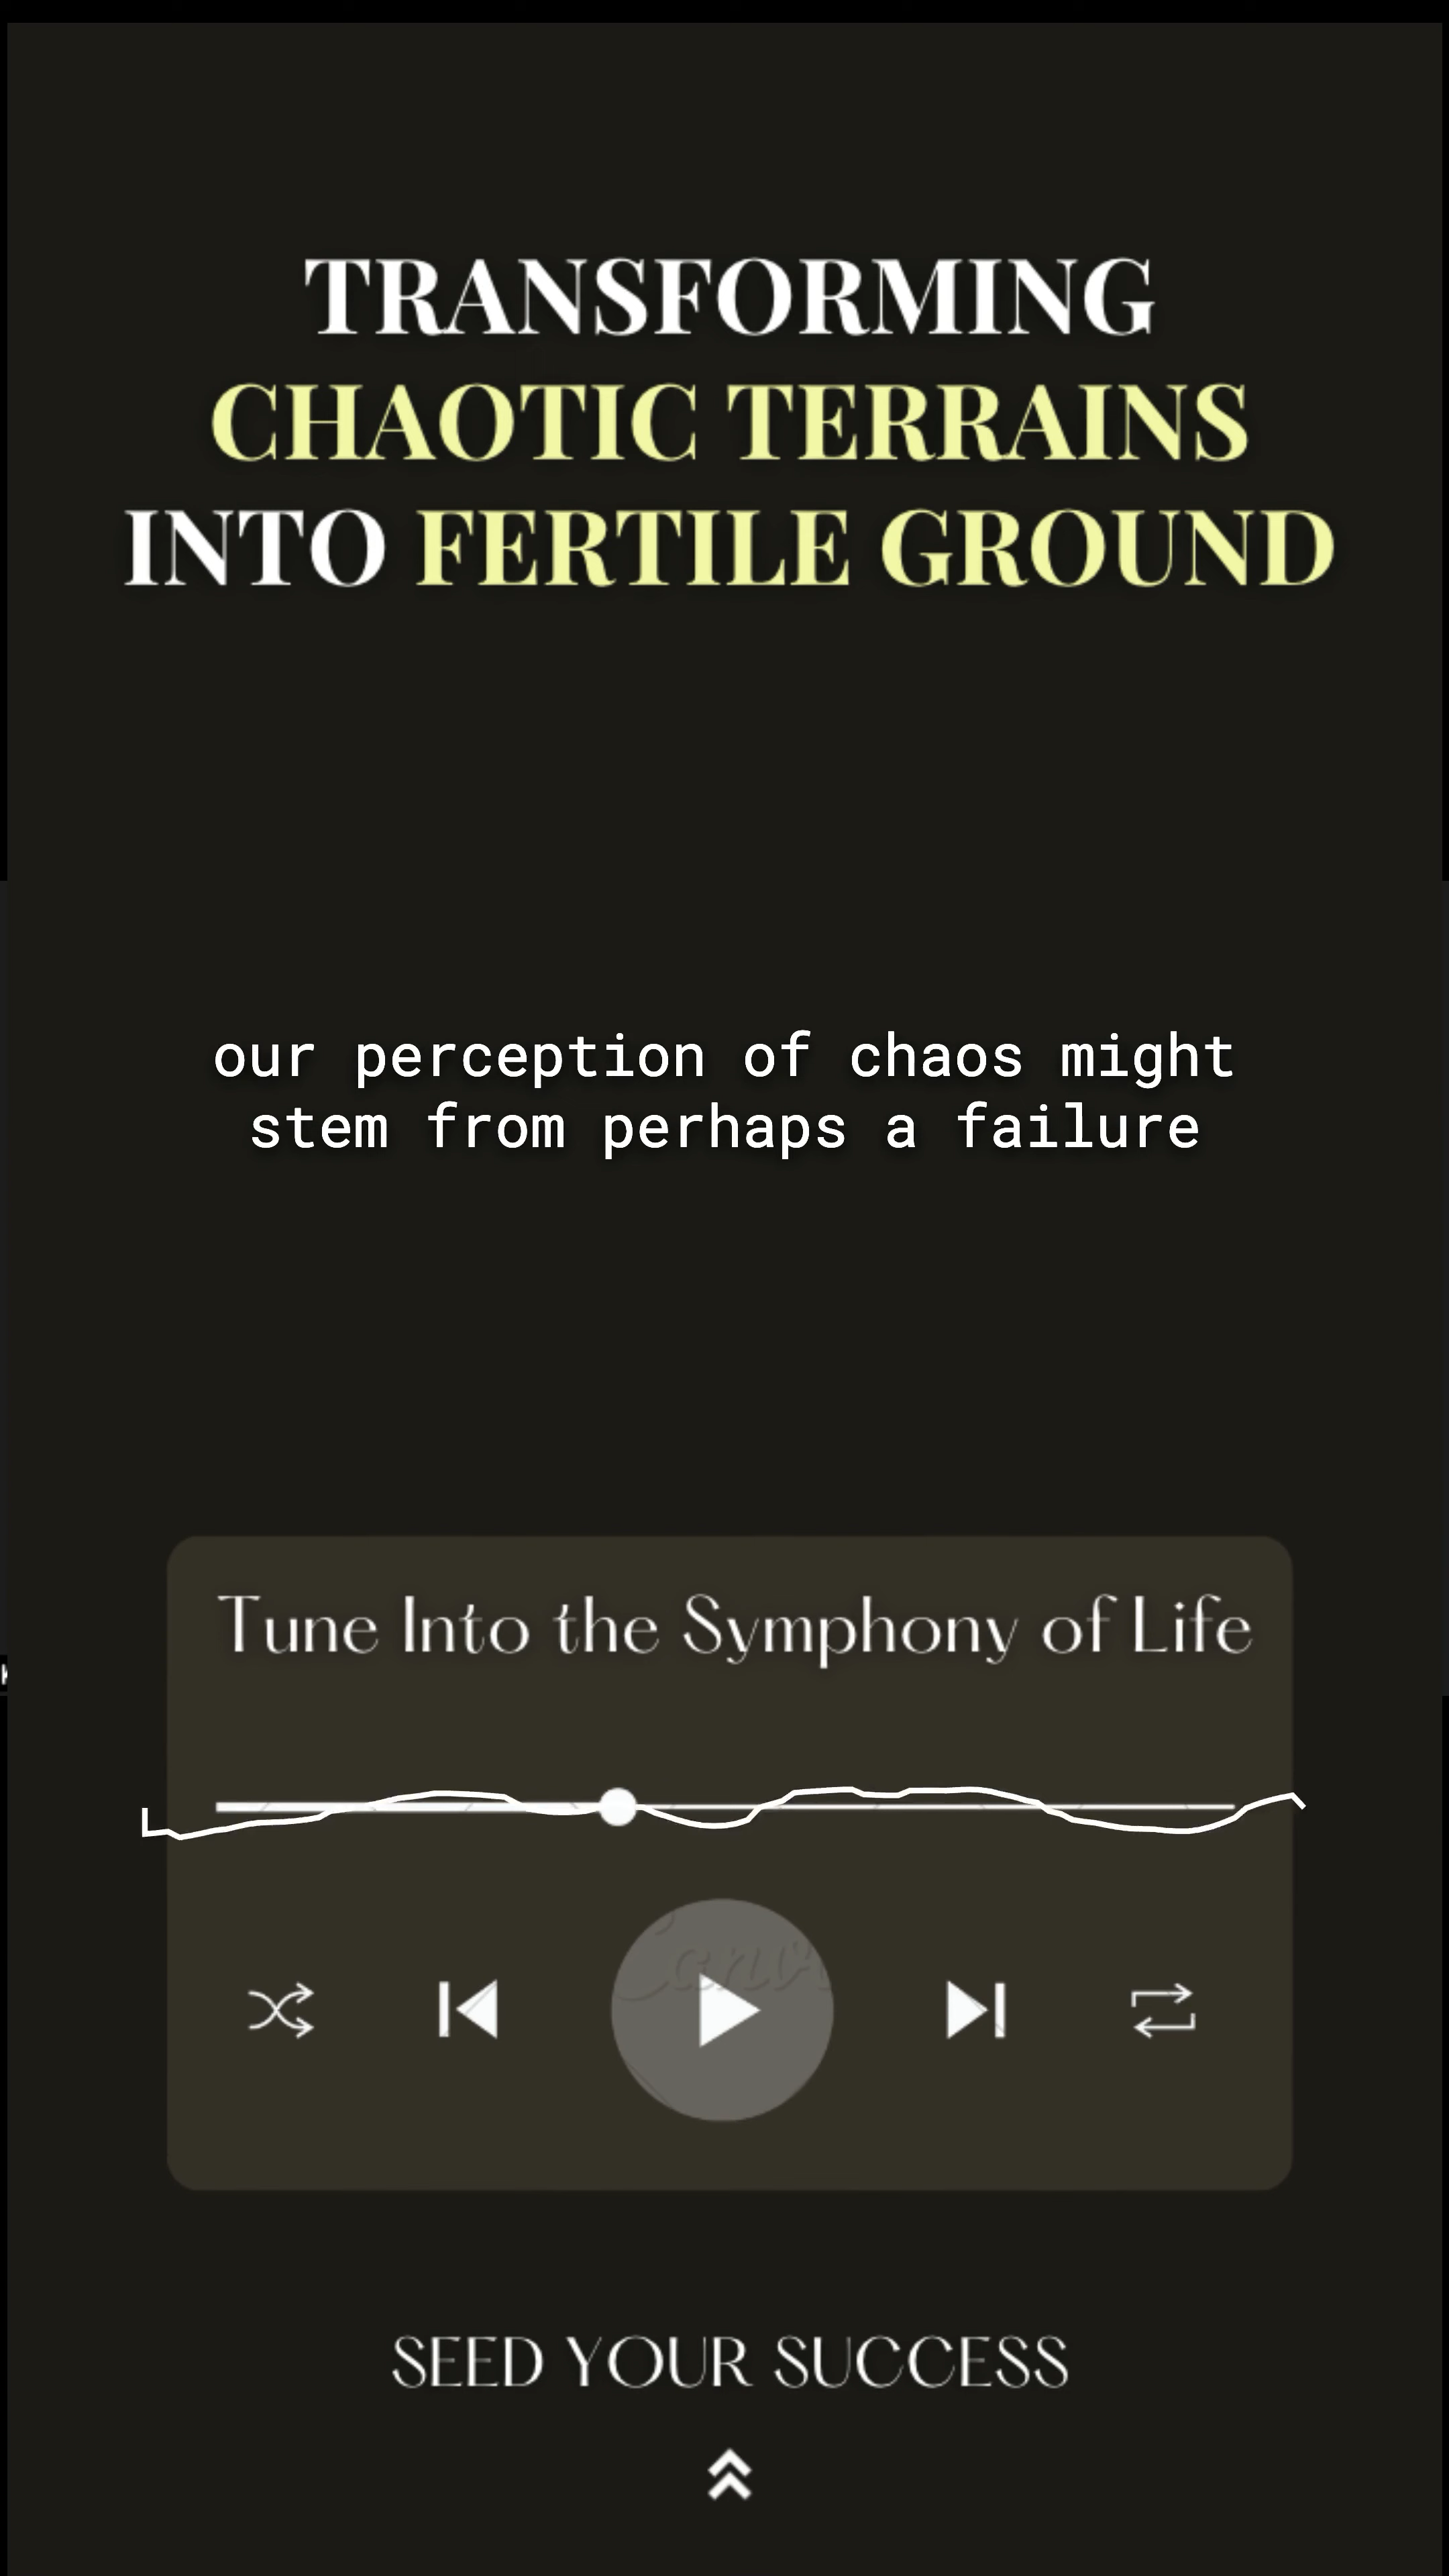 TRANSFORMING
CHAOTIC TERRAINS
INTO FERTILE GROUND
our perception of chaos might
stem from perhaps a failure
Tune Into the Symphony of Life
SEED YOUR SUCCESS